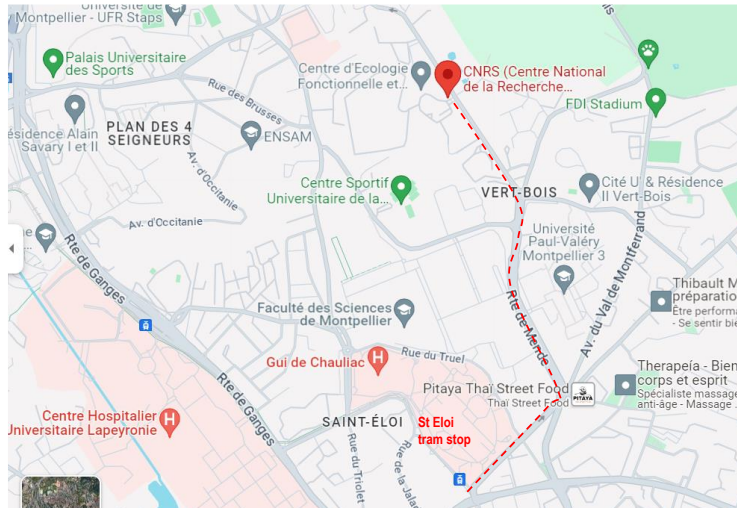 Université de
Montpellier - UFR Staps
Palais Universitaire
des Sports
Centre d'Ecologie
Fonctionnelle et...
CNRS (Centre National
de la Recherche...
FDI Stadium
Rue des Brusses
PLAN DES 4
SEIGNEURS
ésidence Alain
Savary I et II
ENSAM
Av. d'Occitanie
Centre Sportif
Universitaire de la...
VERT-BOIS
Cité U & Résidence
II Vert-Bois
Av. d'Occitanie
Université
Paul-Valéry
Montpellier 3
Rte de Ganges
Av. du Val de Montferrand
Thibault M
préparatio
Être performa
- Se sentir bie
Faculté des Sciences
de Montpellier
Rte de Mende
Rue du Truel
Gui de Chauliac
H
Pitaya Thaï Street Food
Thaï Street Food
PITAYA
Therapeía - Bien
corps et esprit
Spécialiste massage
anti-âge - Massage
Rte de Ganges
Centre Hospitalier
Universitaire Lapeyronie
H
SAINT-ÉLOI
St Eloi
tram stop
Rue du Triolet
Rue de la Jala